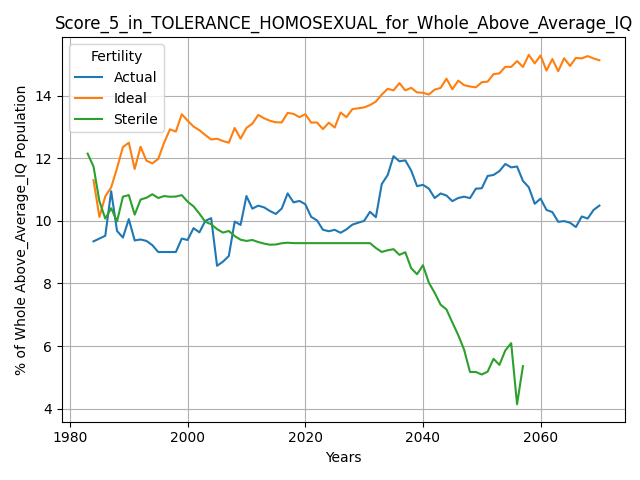 Score_5_in_TOLERANCE_HOMOSEXUAL_for_Whole_Above_Average_IQ
Fertility
Actual
Ideal
Sterile
% of Whole Above_Average_IQ Population
14
12
10
8
6
4
1980 2000 2020 2040 2060
Years